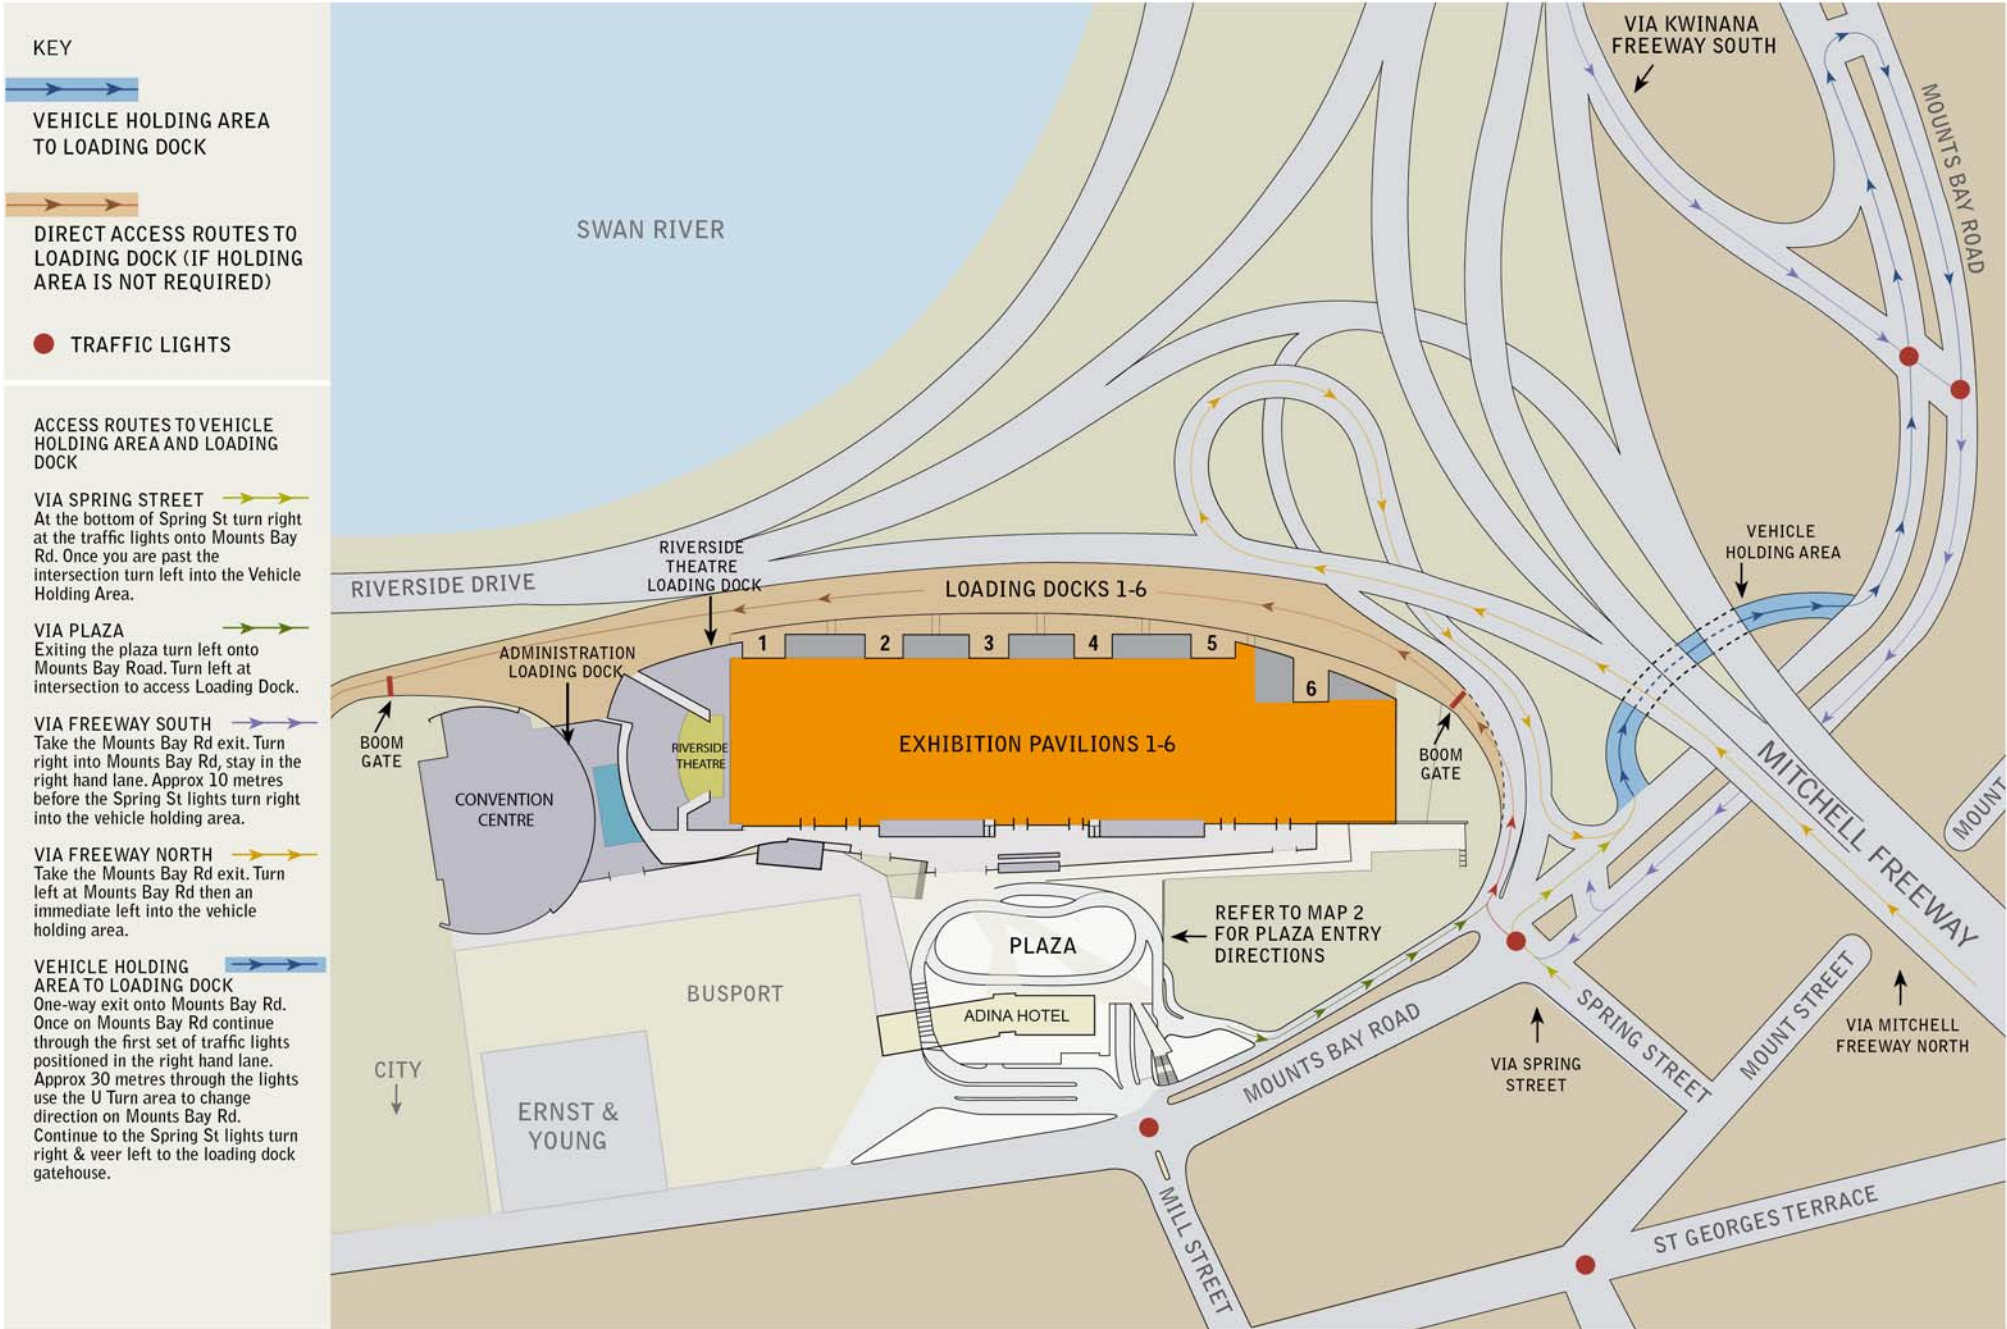 KEY
VEHICLE HOLDING AREA
TO LOADING DOCK
DIRECT ACCESS ROUTES TO
LOADING DOCK (IF HOLDING
AREA IS NOT REQUIRED)
TRAFFIC LIGHTS
ACCESS ROUTES TO VEHICLE
HOLDING AREA AND LOADING
DOCK
VIA SPRING STREET
At the bottom of Spring St turn right
at the traffic lights onto Mounts Bay
Rd. Once you are past the
intersection turn left into the Vehicle
Holding Area.
VIA PLAZA
Exiting the plaza turn left onto
Mounts Bay Road. Turn left at
intersection to access Loading Dock.
VIA FREEWAY SOUTH
Take the Mounts Bay Rd exit. Turn
right into Mounts Bay Rd, stay in the
right hand lane. Approx 10 metres
before the Spring St lights turn right
into the vehicle holding area.
VIA FREEWAY NORTH
Take the Mounts Bay Rd exit. Turn
left at Mounts Bay Rd then an
immediate left into the vehicle
holding area.
VEHICLE HOLDING
AREA TO LOADING DOCK
One-way exit onto Mounts Bay Rd.
Once on Mounts Bay Rd continue
through the first set of traffic lights
positioned in the right hand lane.
Approx 30 metres through the lights
use the U Turn area to change
direction on Mounts Bay Rd.
Continue to the Spring St lights turn
right & veer left to the loading dock
gatehouse.
VIA KWINANA
FREEWAY SOUTH
MOUNTS BAY ROAD
SWAN RIVER
VEHICLE
HOLDING AREA
RIVERSIDE DRIVE
RIVERSIDE
THEATRE
LOADING DOCK
LOADING DOCKS 1-6
ADMINISTRATION
LOADING DOCK
1
2
3
4
5
6
BOOM
GATE
RIVERSIDE
THEATRE
EXHIBITION PAVILIONS 1-6
BOOM
GATE
CONVENTION
CENTRE
MITCHELL FREEWAY
MOUNT
REFER TO MAP 2
FOR PLAZA ENTRY
DIRECTIONS
PLAZA
BUSPORT
ADINA HOTEL
MOUNTS BAY ROAD
SPRING STREET
MOUNT STREET
VIA MITCHELL
FREEWAY NORTH
VIA SPRING
STREET
CITY
ERNST &
YOUNG
MILL STREET
ST GEORGES TERRACE